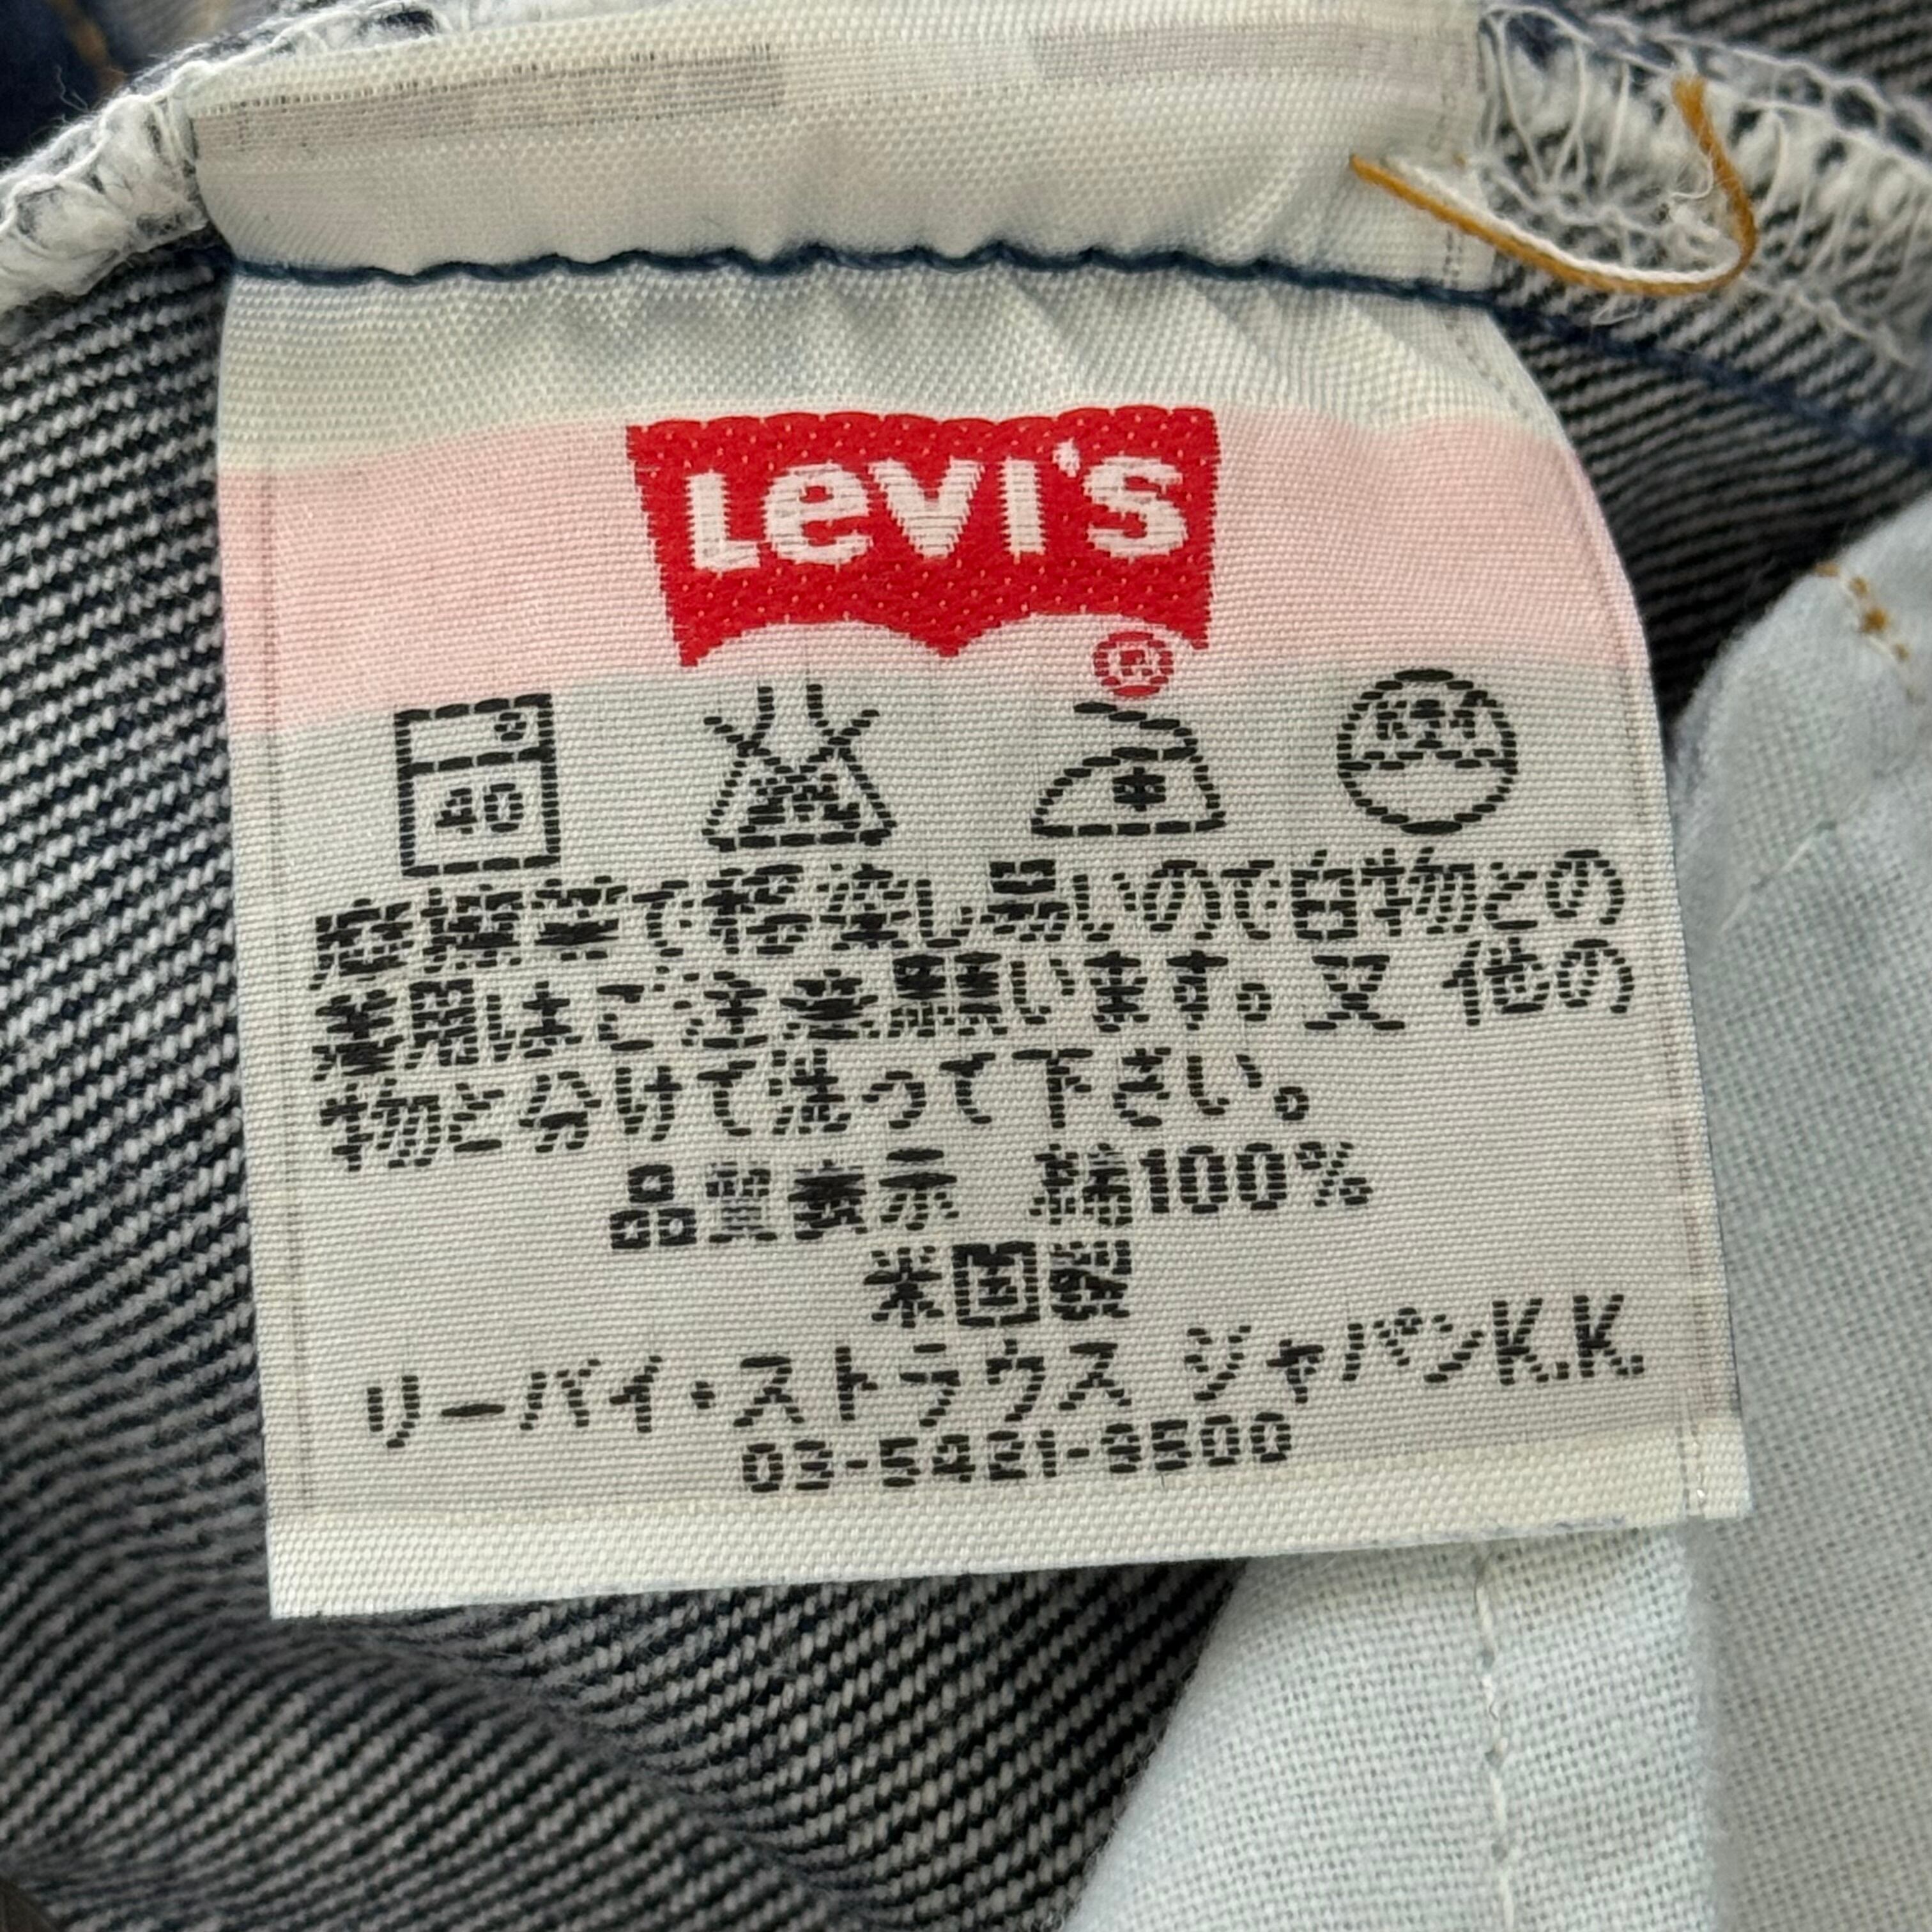 Levi's
®
40
摩擦等で移染し易いので白物との
着用はご注意願います。又 他の
物と分けて洗って下さい。
品質表示 綿100%
米国製
リーバイ・ストラウス ジャパンK.K.
03-5421-9500